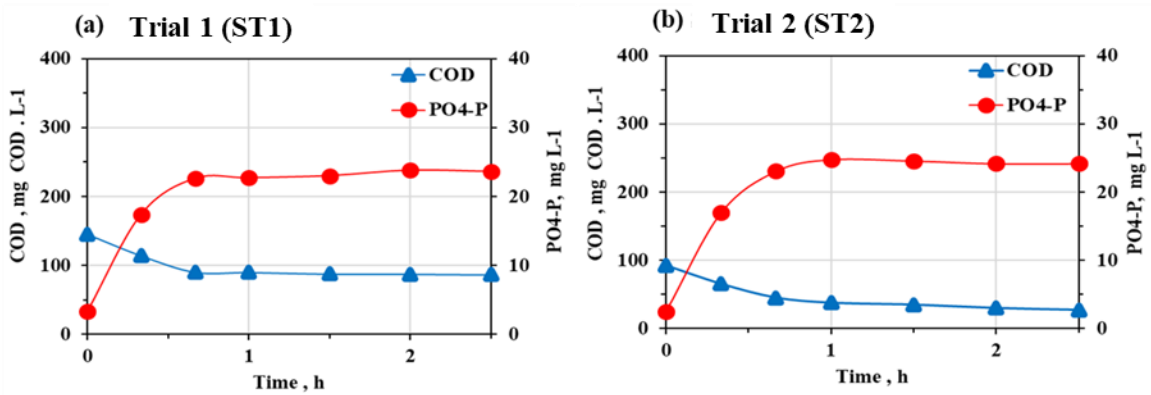 (a) Trial 1 (ST1)
400
300
200
100
0
COD , mg COD . L-1
40
30
20
10
0
PO4-P, mg L-1
COD
PO4-P
0 1 2
Time , h
(b) Trial 2 (ST2)
400
300
200
100
0
COD , mg COD . L-1
40
30
20
10
0
PO4-P, mg L-1
COD
PO4-P
0 1 2
Time , h